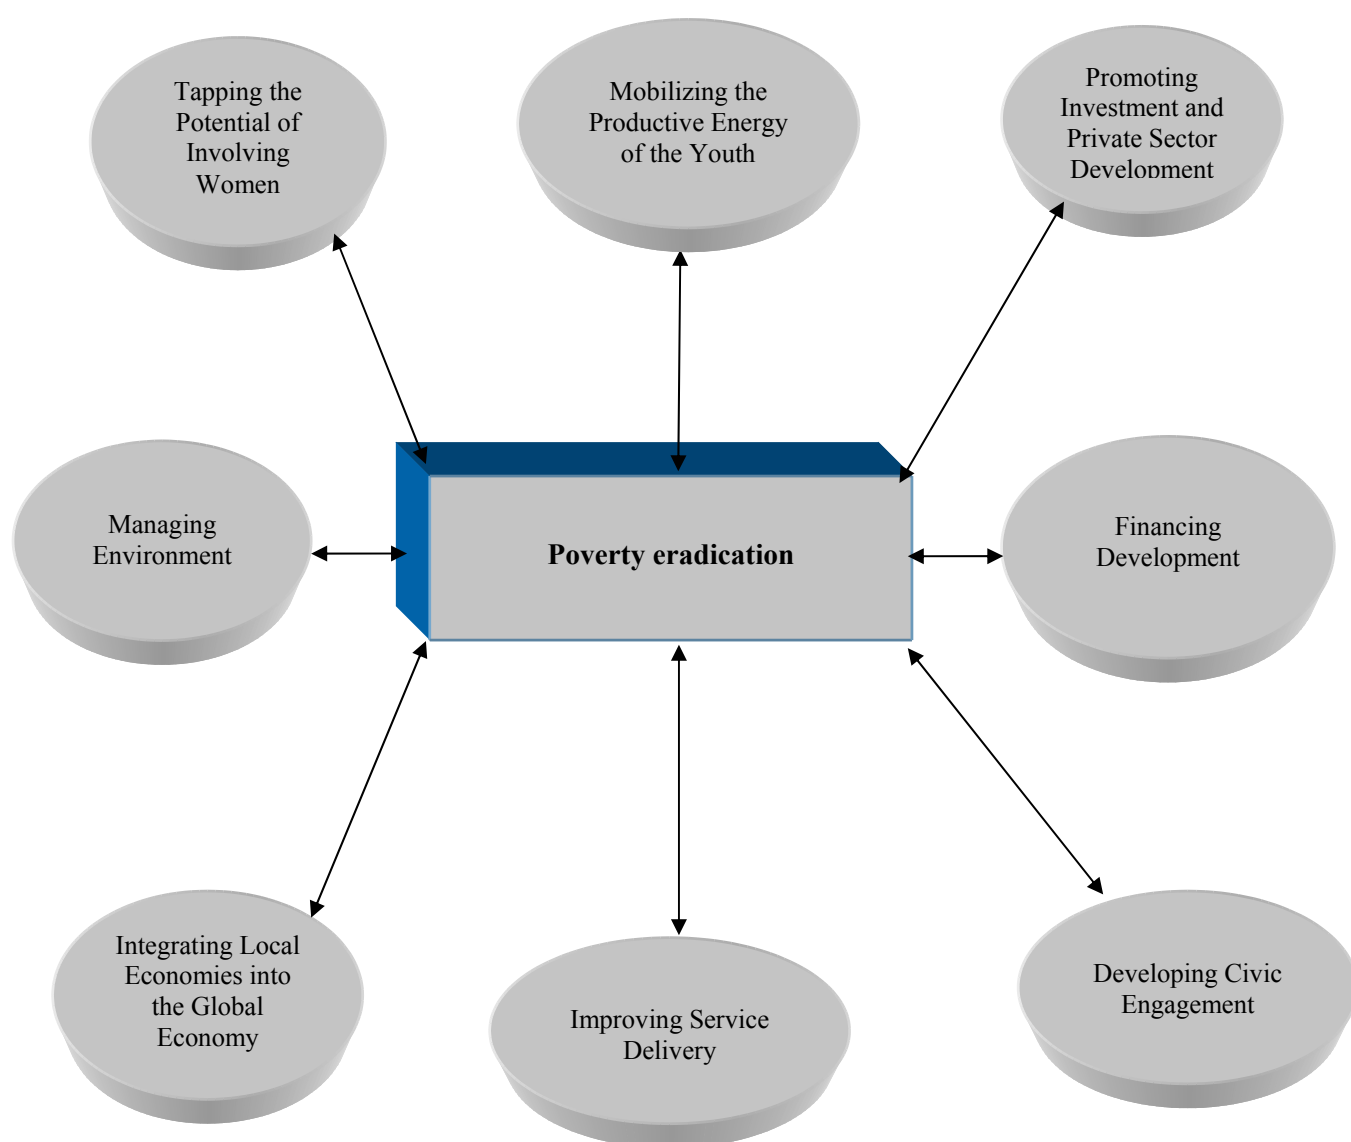 Tapping the
Potential of
Involving
Women
Mobilizing the
Productive Energy
of the Youth
Promoting
Investment and
Private Sector
Development
Managing
Environment
Poverty eradication
Financing
Development
Integrating Local
Economies into
the Global
Economy
Improving Service
Delivery
Developing Civic
Engagement